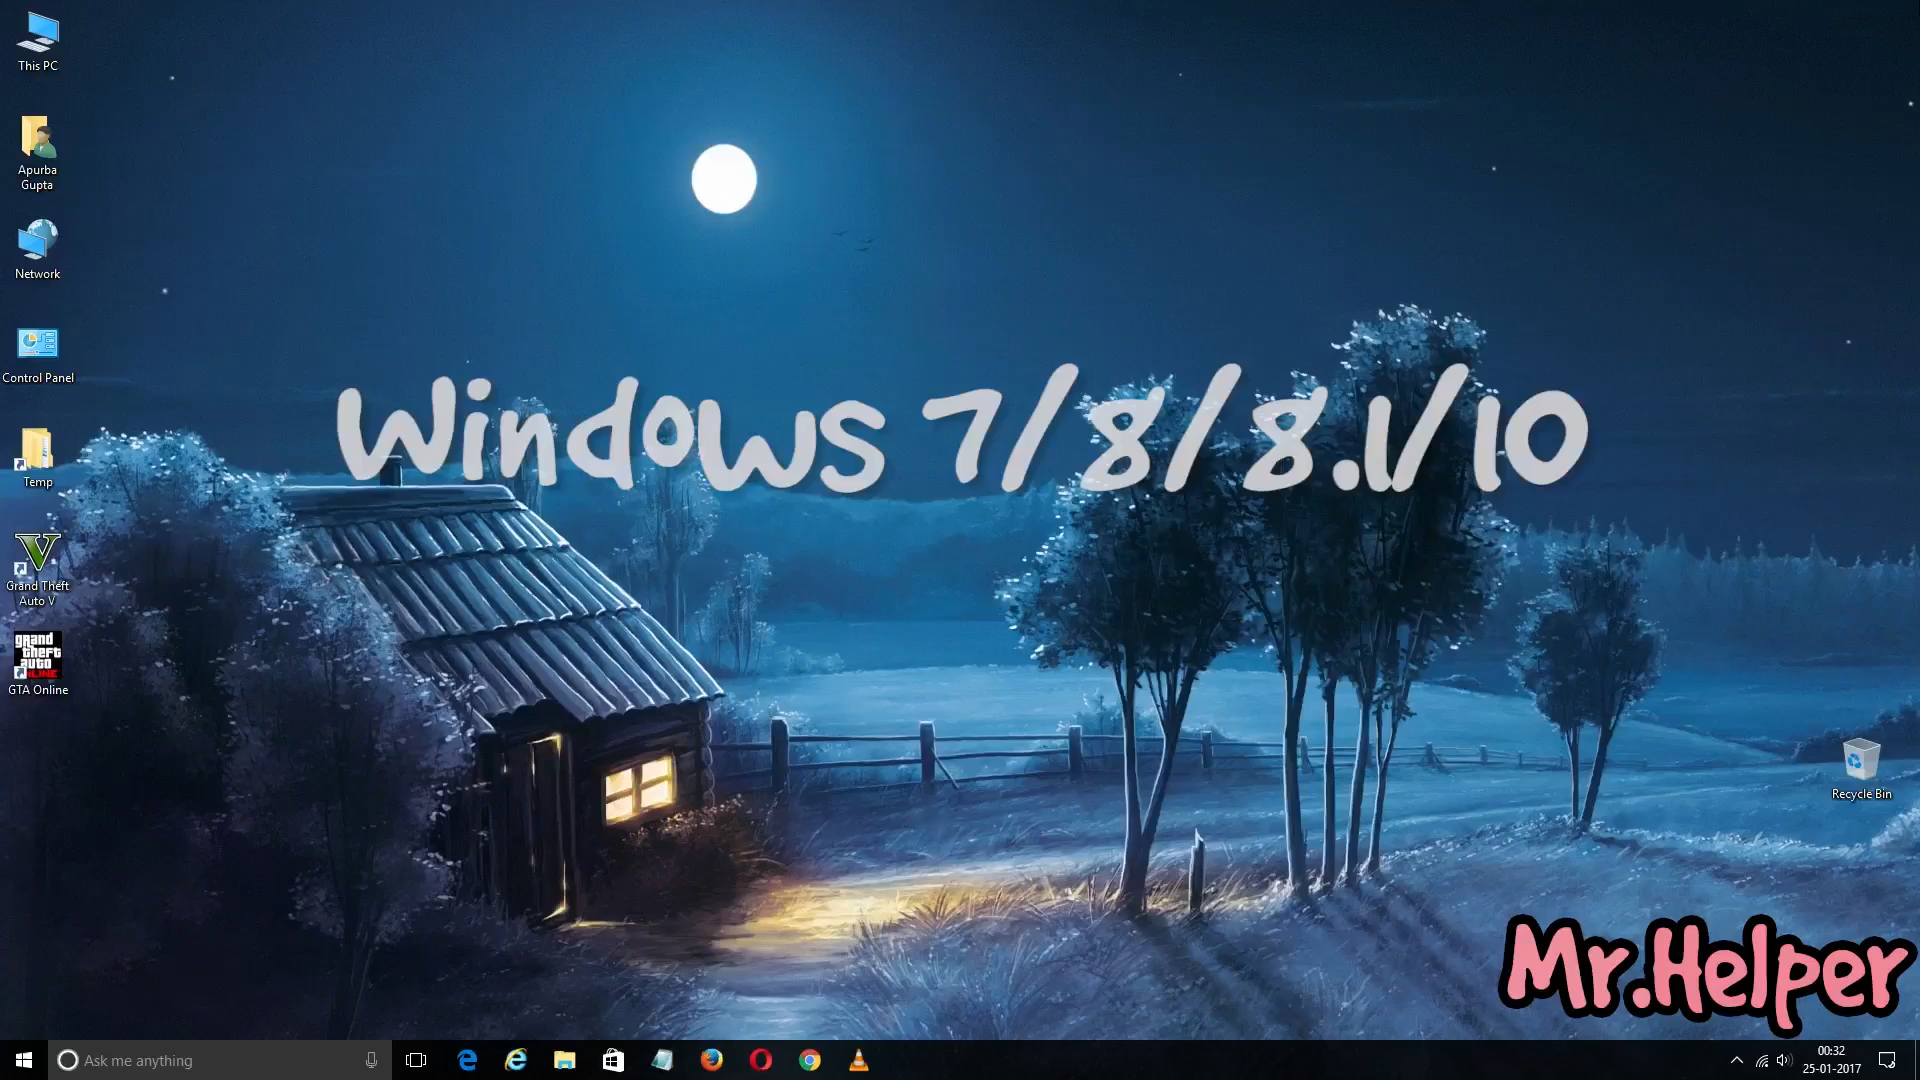 This PC
Apurba
Gupta
Network
Control Panel
Temp
Grand Theft
Auto V
grand
theft
auto
GTA Online
Windows 7/8/8.1/10
Recycle Bin
Mr.Helper
Ask me anything
00:32
25-01-2017